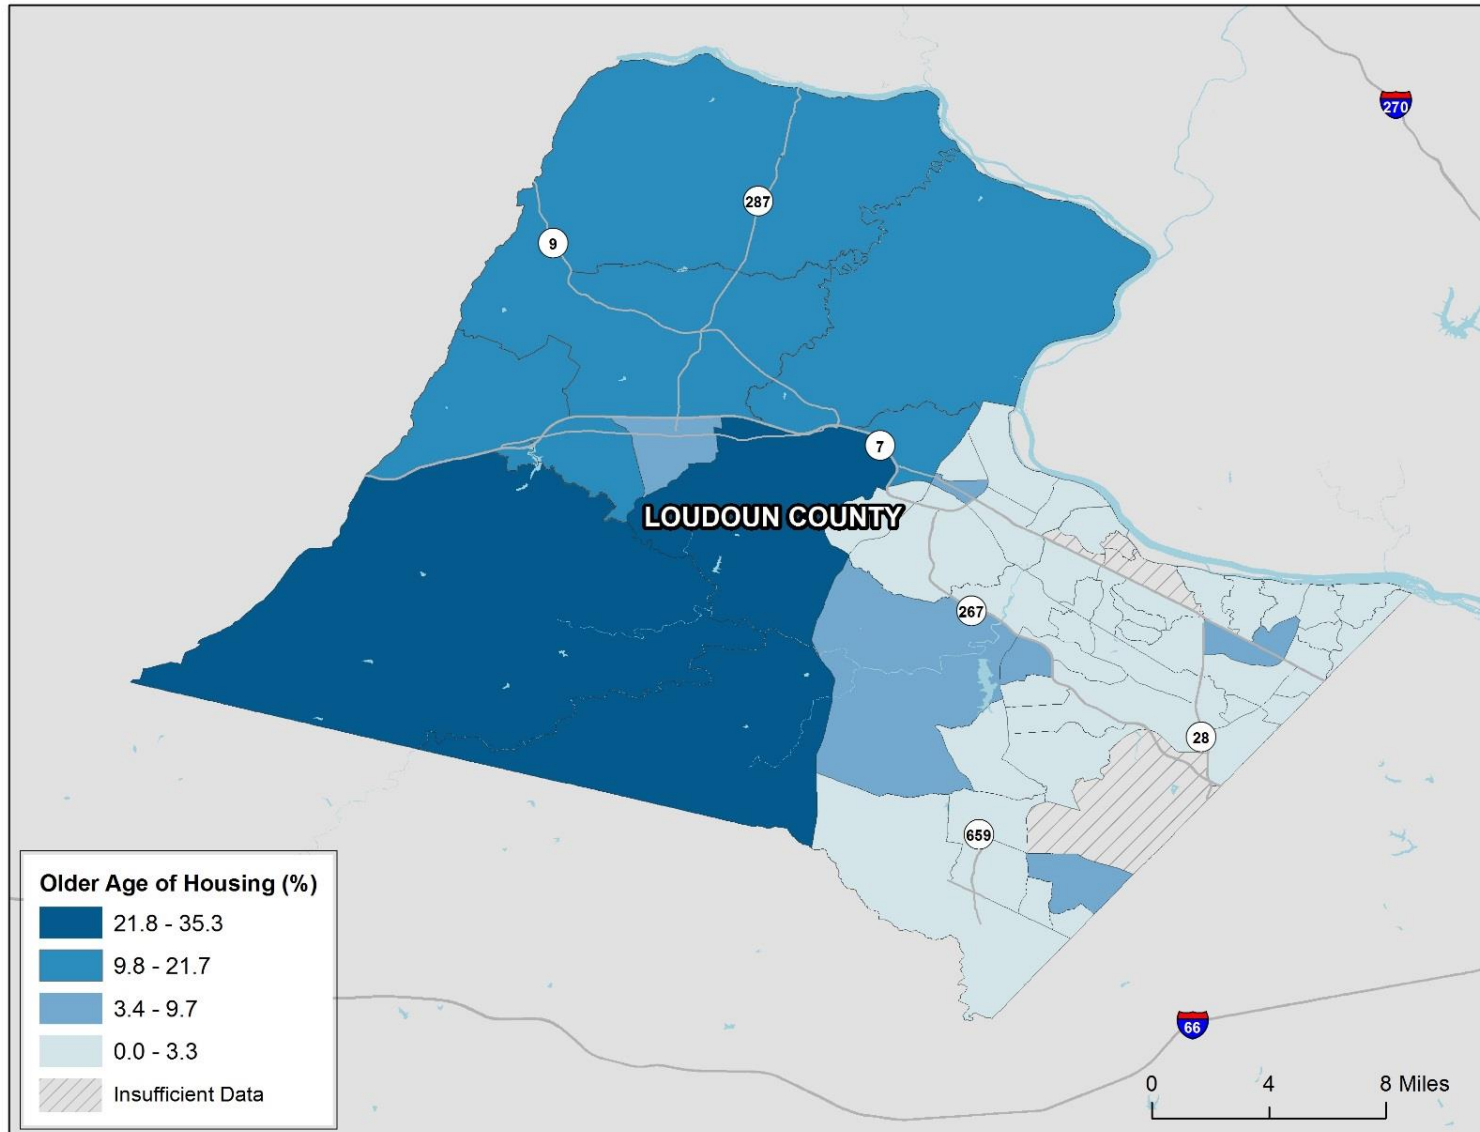 270
287
9
7
LOUDOUN COUNTY
267
28
659
66
Older Age of Housing (%)
21.8 - 35.3
9.8 - 21.7
3.4 - 9.7
0.0 - 3.3
Insufficient Data
0 4 8 Miles